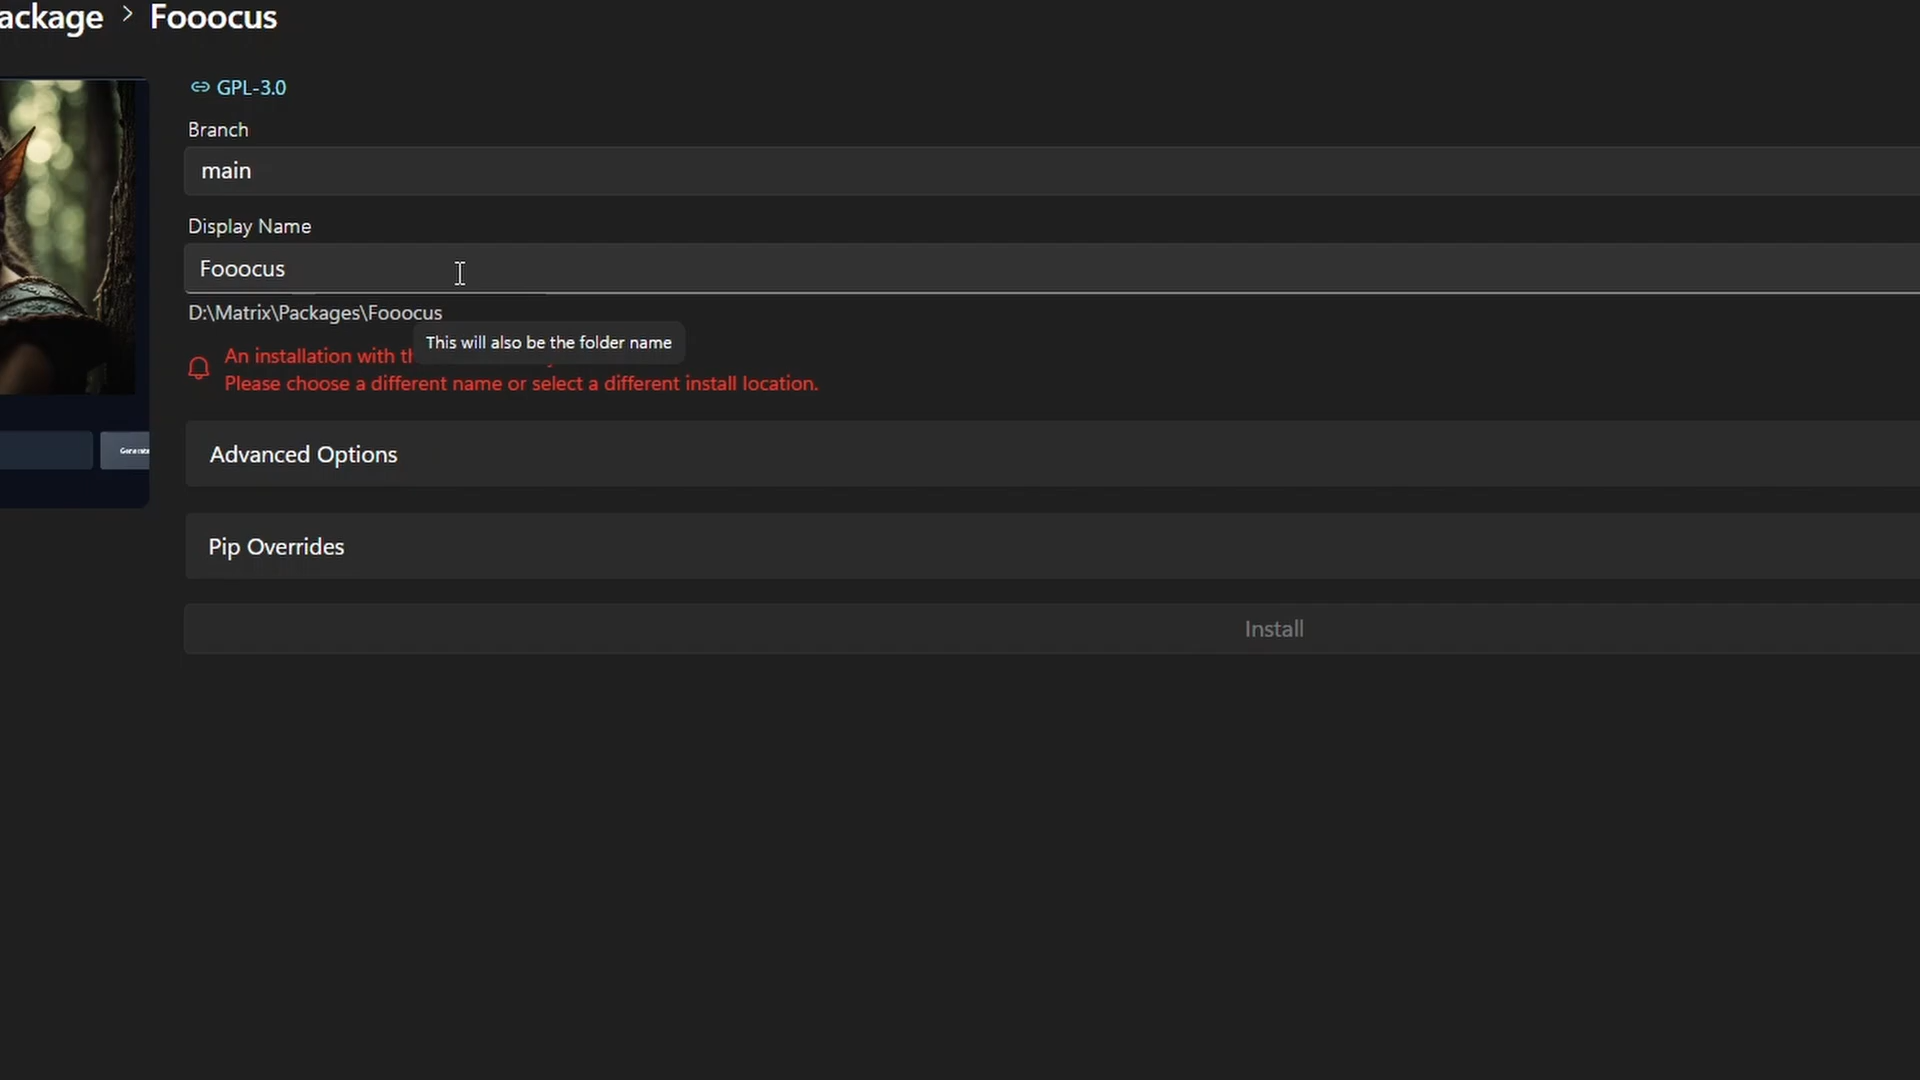 ackage > Fooocus
GPL-3.0
Branch
main
Display Name
Fooocus
D:\Matrix\Packages\Fooocus
This will also be the folder name
An installation with th
Please choose a different name or select a different install location.
Advanced Options
Pip Overrides
Install